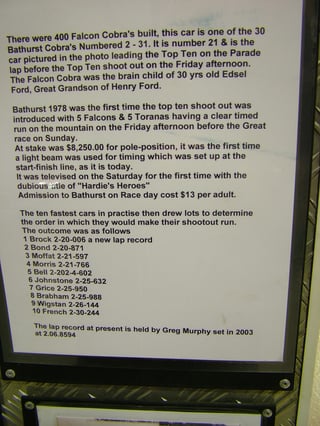 There were 400 Falcon Cobra's built, this car is one of the 30
Bathurst Cobra's Numbered 2 - 31. It is number 21 & is the
car pictured in the photo leading the Top Ten on the Parade
lap before the Top Ten shoot out on the Friday afternoon.
The Falcon Cobra was the brain child of 30 yrs old Edsel
Ford, Great Grandson of Henry Ford.
Bathurst 1978 was the first time the top ten shoot out was
introduced with 5 Falcons & 5 Toranas having a clear timed
run on the mountain on the Friday afternoon before the Great
race on Sunday.
At stake was $8,250.00 for pole-position, it was the first time
a light beam was used for timing which was set up at the
start-finish line, as it is today.
It was televised on the Saturday for the first time with the
dubious title of "Hardie's Heroes"
Admission to Bathurst on Race day cost $13 per adult.
The ten fastest cars in practise then drew lots to determine
the order in which they would make their shootout run.
The outcome was as follows
1 Brock 2-20-006 a new lap record
2 Bond 2-20-871
3 Moffat 2-21-597
4 Morris 2-21-766
5 Bell 2-202-4-602
6 Johnstone 2-25-632
7 Grice 2-25-950
8 Brabham 2-25-988
9 Wigstan 2-26-144
10 French 2-30-244
The lap record at present is held by Greg Murphy set in 2003
at 2.06.8594